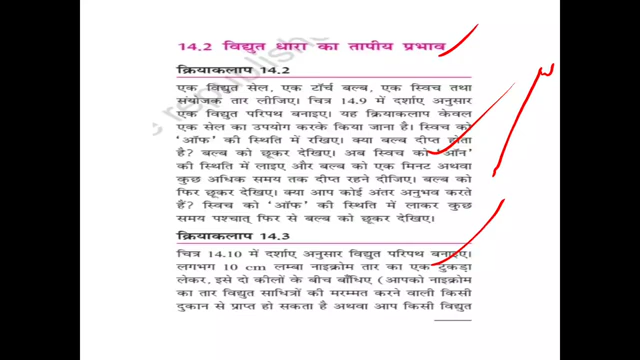 14.2 विद्युत धारा का तापीय प्रभाव
क्रियाकलाप 14.2
एक विद्युत सेल, एक टॉर्च बल्ब, एक स्विच तथा
संयोजक तार लीजिए। चित्र 14.9 में दर्शाए अनुसार
एक विद्युत परिपथ बनाइए। यह क्रियाकलाप केवल
एक सेल का उपयोग करके किया जाना है। स्विच को
'ऑफ' की स्थिति में रखिए। क्या बल्ब दीप्त होता
है? बल्ब को छूकर देखिए। अब स्विच को 'ऑन'
की स्थिति में लाइए और बल्ब को एक मिनट अथवा
कुछ अधिक समय तक दीप्त रहने दीजिए। बल्ब को
फिर छूकर देखिए। क्या आप कोई अंतर अनुभव करते
हैं? स्विच को 'ऑफ' की स्थिति में लाकर कुछ
समय पश्चात् फिर से बल्ब को छूकर देखिए।
क्रियाकलाप 14.3
चित्र 14.10 में दर्शाए अनुसार विद्युत परिपथ बनाइए।
लगभग 10 cm लम्बा नाइक्रोम तार का एक टुकड़ा
लेकर, इसे दो कीलों के बीच बाँधिए (आपको नाइक्रोम
का तार विद्युत साधित्रों की मरम्मत करने वाली किसी
दुकान से प्राप्त हो सकता है अथवा आप किसी विद्युत
republishe